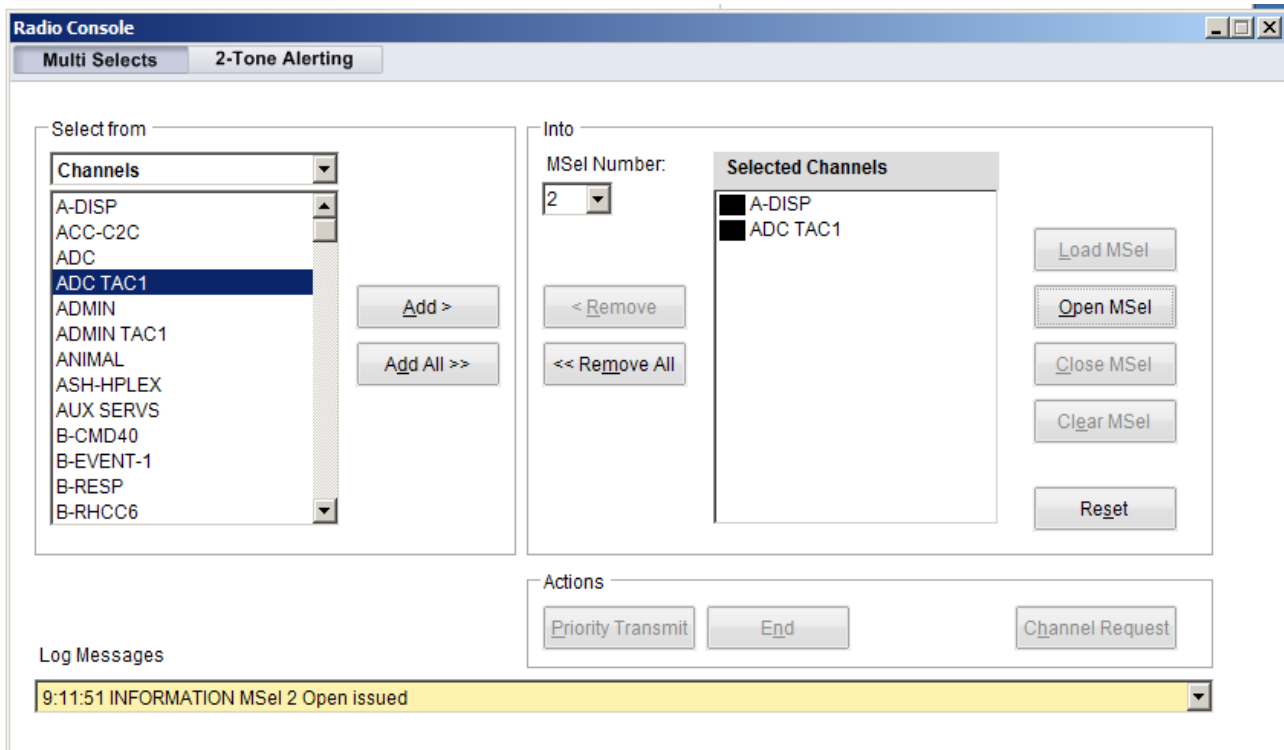 Radio Console
Multi Selects
2-Tone Alerting
Select from
Channels
A-DISP
ACC-C2C
ADC
ADC TAC1
ADMIN
ADMIN TAC1
ANIMAL
ASH-HPLEX
AUX SERVS
B-CMD40
B-EVENT-1
B-RESP
B-RHCC6
Add >
Add All >>
Into
MSel Number:
2
< Remove
<< Remove All
Selected Channels
A-DISP
ADC TAC1
Load MSel
Open MSel
Close MSel
Clear MSel
Reset
Actions
Priority Transmit
End
Channel Request
Log Messages
9:11:51 INFORMATION MSel 2 Open issued